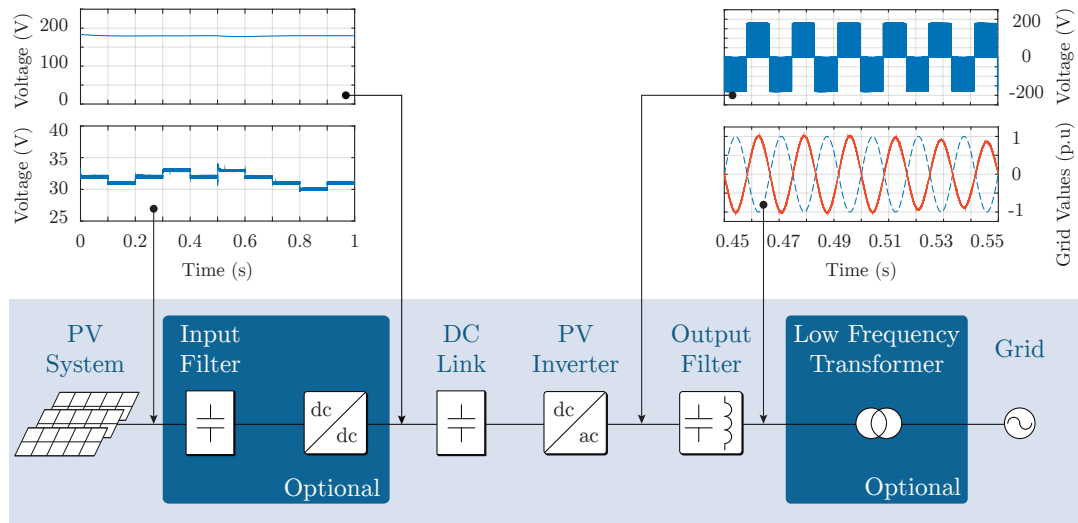 Voltage (V)
200
100
0
Voltage (V)
40
35
30
25
0
0.2
0.4
0.6
0.8
1
Time (s)
200
0
-200
Voltage (V)
1
0
-1
Grid Values (p.u)
0.45
0.47
0.49
0.51
0.53
0.55
Time (s)
PV
System
Input
Filter
dc
dc
Optional
DC
Link
PV
Inverter
dc
ac
Output
Filter
Low Frequency
Transformer
Optional
Grid